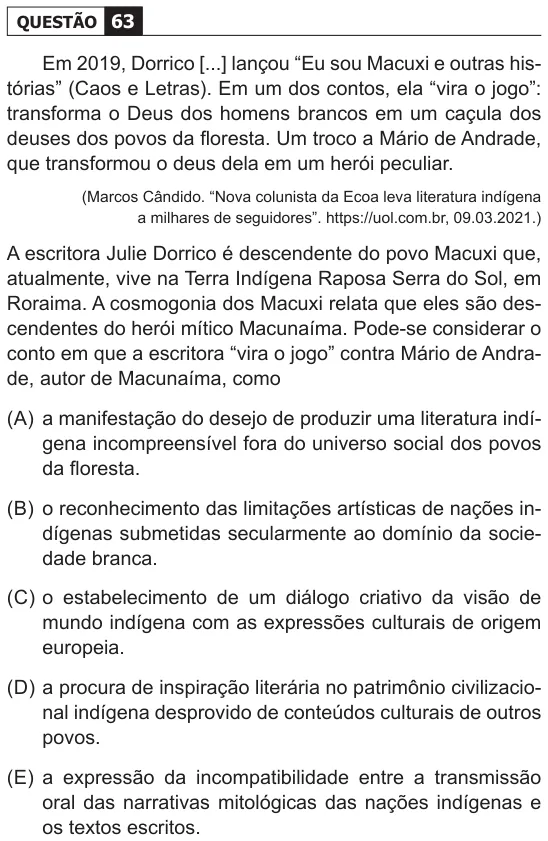 QUESTÃO 63
Em 2019, Dorrico [...] lançou “Eu sou Macuxi e outras his-
tórias” (Caos e Letras). Em um dos contos, ela “vira o jogo”:
transforma o Deus dos homens brancos em um caçula dos
deuses dos povos da floresta. Um troco a Mário de Andrade,
que transformou o deus dela em um herói peculiar.
(Marcos Cândido. “Nova colunista da Ecoa leva literatura indígena
a milhares de seguidores”. https://uol.com.br, 09.03.2021.)
A escritora Julie Dorrico é descendente do povo Macuxi que,
atualmente, vive na Terra Indígena Raposa Serra do Sol, em
Roraima. A cosmogonia dos Macuxi relata que eles são des-
cendentes do herói mítico Macunaíma. Pode-se considerar o
conto em que a escritora “vira o jogo” contra Mário de Andra-
de, autor de Macunaíma, como
(A) a manifestação do desejo de produzir uma literatura indí-
gena incompreensível fora do universo social dos povos
da floresta.
(B) o reconhecimento das limitações artísticas de nações in-
dígenas submetidas secularmente ao domínio da socie-
dade branca.
(C) o estabelecimento de um diálogo criativo da visão de
mundo indígena com as expressões culturais de origem
europeia.
(D) a procura de inspiração literária no patrimônio civilizacio-
nal indígena desprovido de conteúdos culturais de outros
povos.
(E) a expressão da incompatibilidade entre a transmissão
oral das narrativas mitológicas das nações indígenas e
os textos escritos.